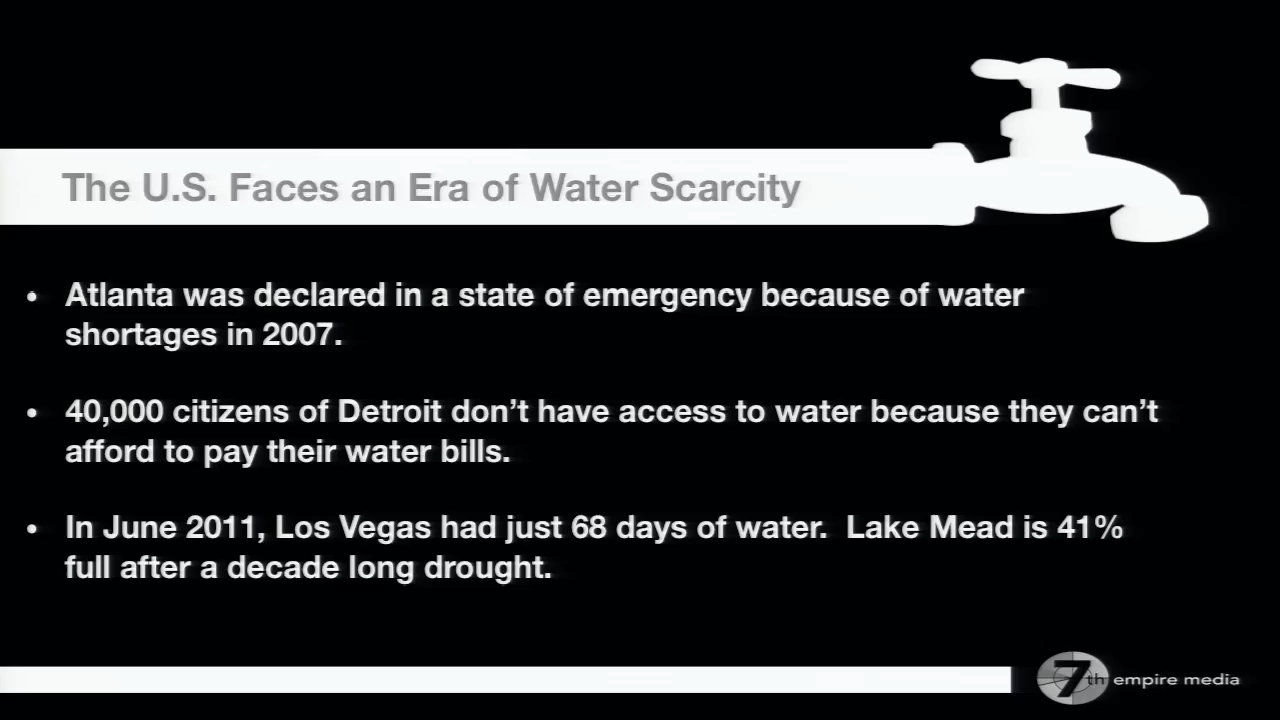 The U.S. Faces an Era of Water Scarcity
• Atlanta was declared in a state of emergency because of water
shortages in 2007.
• 40,000 citizens of Detroit don’t have access to water because they can’t
afford to pay their water bills.
• In June 2011, Los Vegas had just 68 days of water.  Lake Mead is 41%
full after a decade long drought.
7th empire media